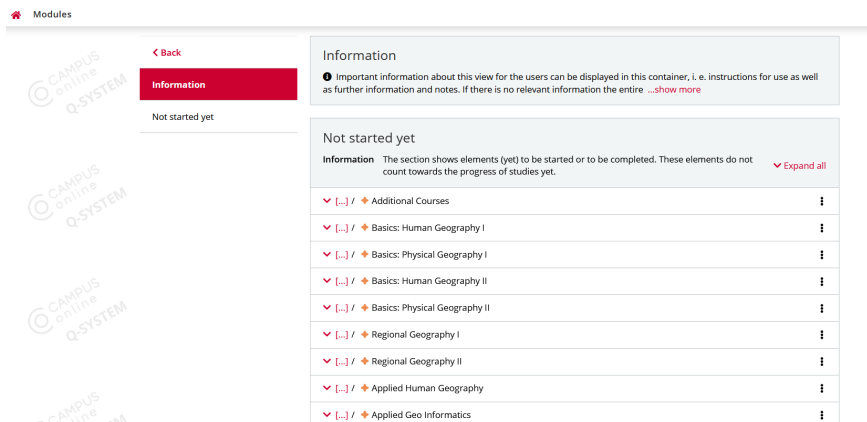 Modules
Back
Information
Not started yet
Information
Important information about this view for the users can be displayed in this container, i. e. instructions for use as well
as further information and notes. If there is no relevant information the entire ...show more
Not started yet
Information The section shows elements (yet) to be started or to be completed. These elements do not
count towards the progress of studies yet.
Expand all
[...] / Additional Courses
[...] / Basics: Human Geography I
[...] / Basics: Physical Geography I
[...] / Basics: Human Geography II
[...] / Basics: Physical Geography II
[...] / Regional Geography I
[...] / Regional Geography II
[...] / Applied Human Geography
[...] / Applied Geo Informatics
CAMPUS
online
Q-SYSTEM
CAMPUS
online
Q-SYSTEM
CAMPUS
online
Q-SYSTEM
CAMPUS